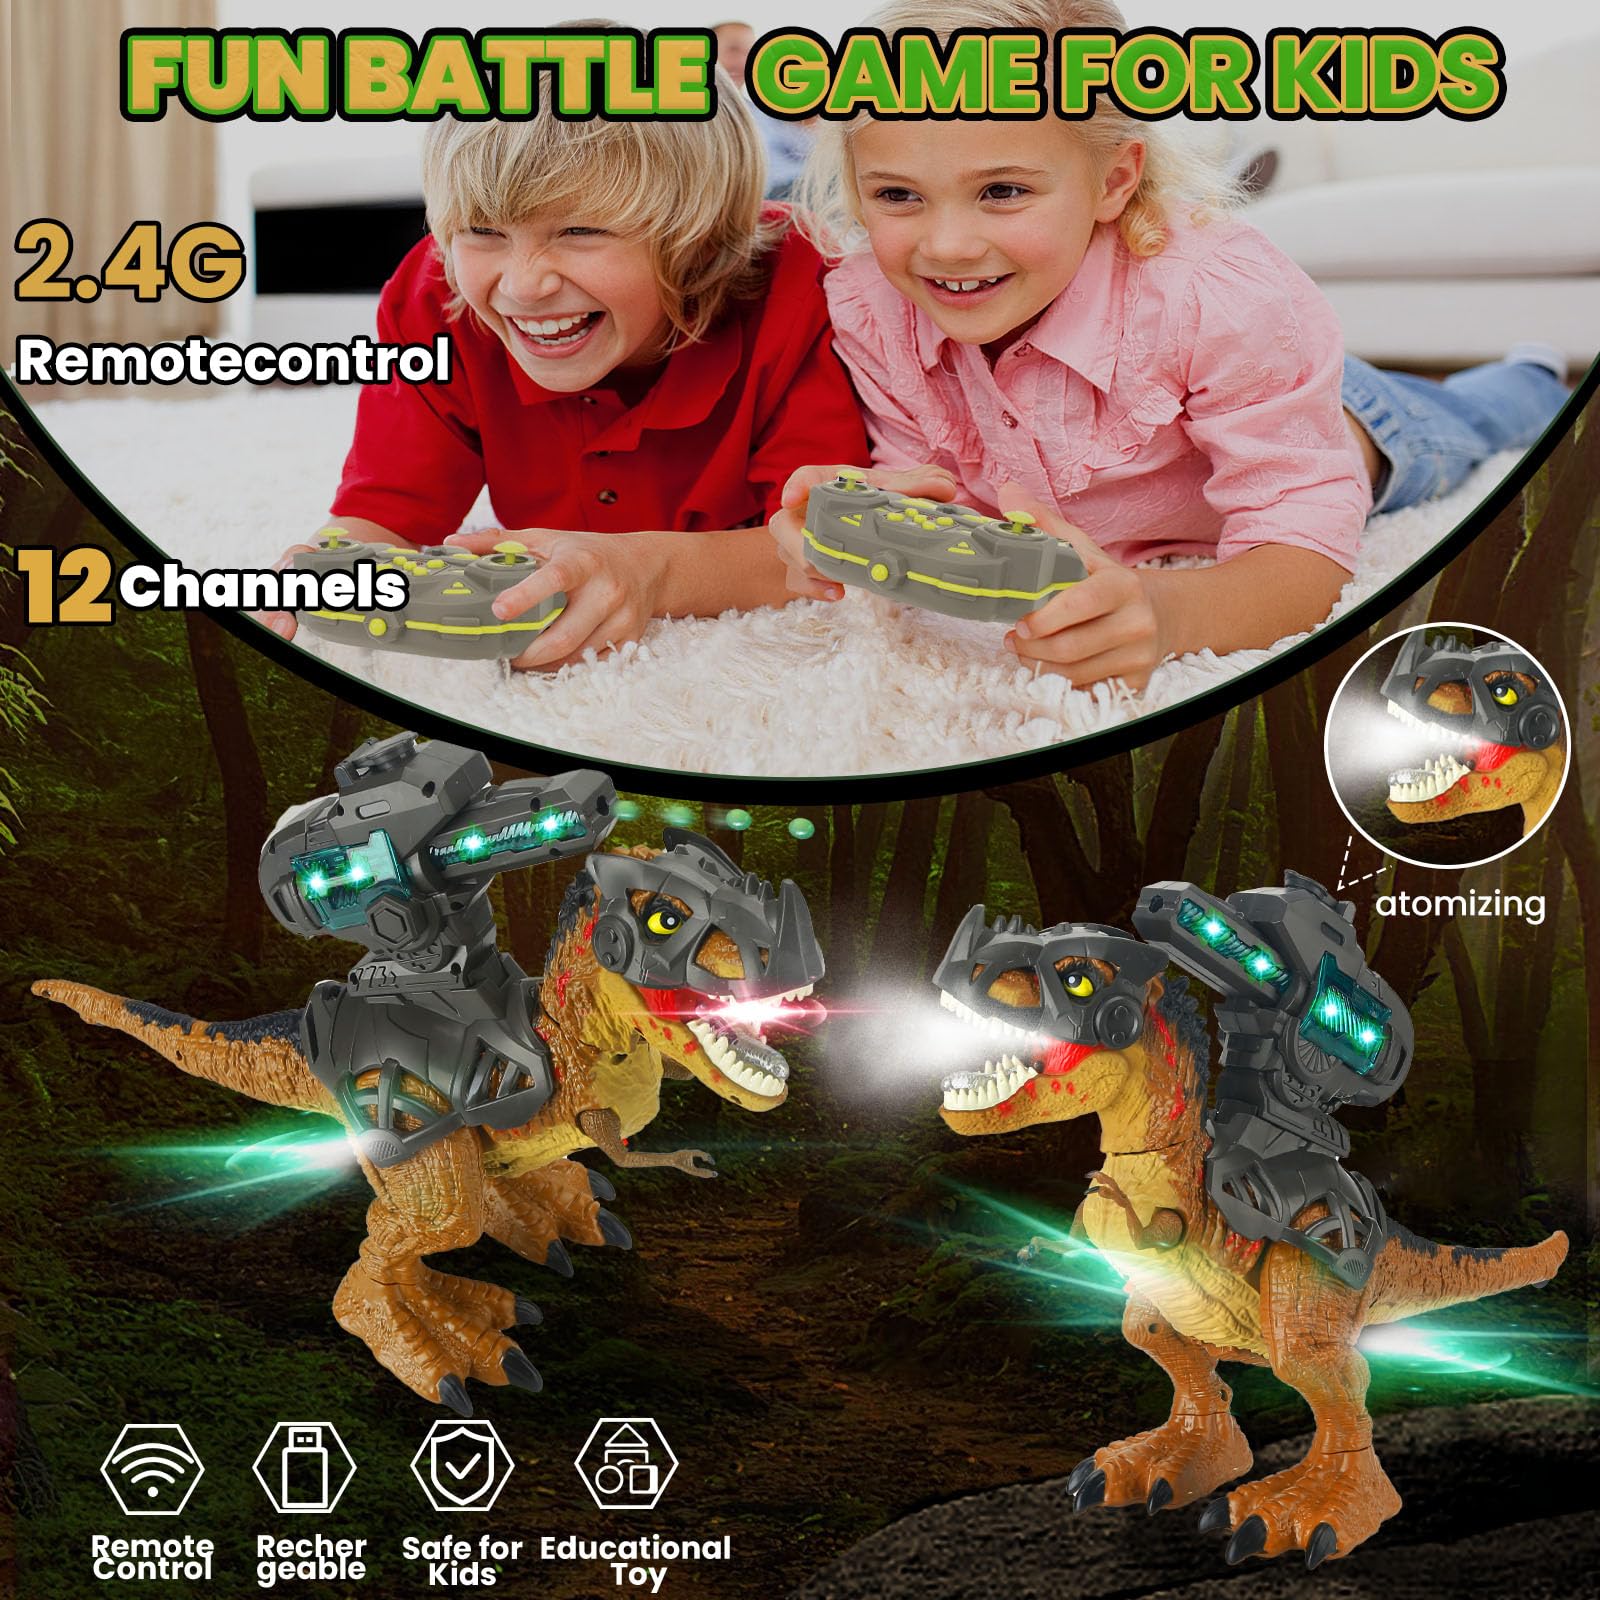 FUN BATTLE GAME FOR KIDS
2.4G
Remotecontrol
12 Channels
atomizing
773
Remote
Control
Recher
geable
Safe for
Kids
Educational
Toy